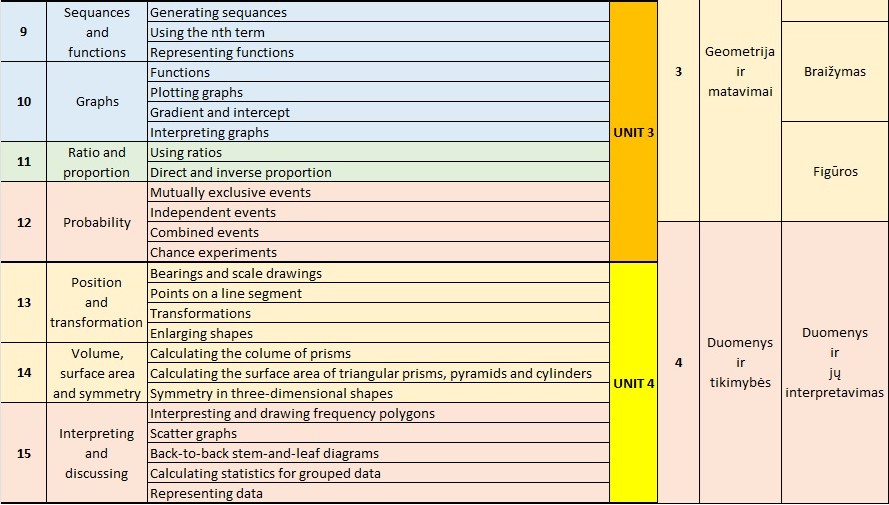 9
Sequences
and
functions
Generating sequences
Using the nth term
Representing functions
10
Graphs
Functions
Plotting graphs
Gradient and intercept
Interpreting graphs
11
Ratio and
proportion
Using ratios
Direct and inverse proportion
12
Probability
Mutually exclusive events
Independent events
Combined events
Chance experiments
UNIT 3
13
Position
and
transformation
Bearings and scale drawings
Points on a line segment
Transformations
Enlarging shapes
14
Volume,
surface area
and symmetry
Calculating the colume of prisms
Calculating the surface area of triangular prisms, pyramids and cylinders
Symmetry in three-dimensional shapes
15
Interpreting
and
discussing
Interpresting and drawing frequency polygons
Scatter graphs
Back-to-back stem-and-leaf diagrams
Calculating statistics for grouped data
Representing data
UNIT 4
3
Geometrija
ir
matavimai
Braižymas
Figūros
4
Duomenys
ir
tikimybės
Duomenys
ir
jų
interpretavimas